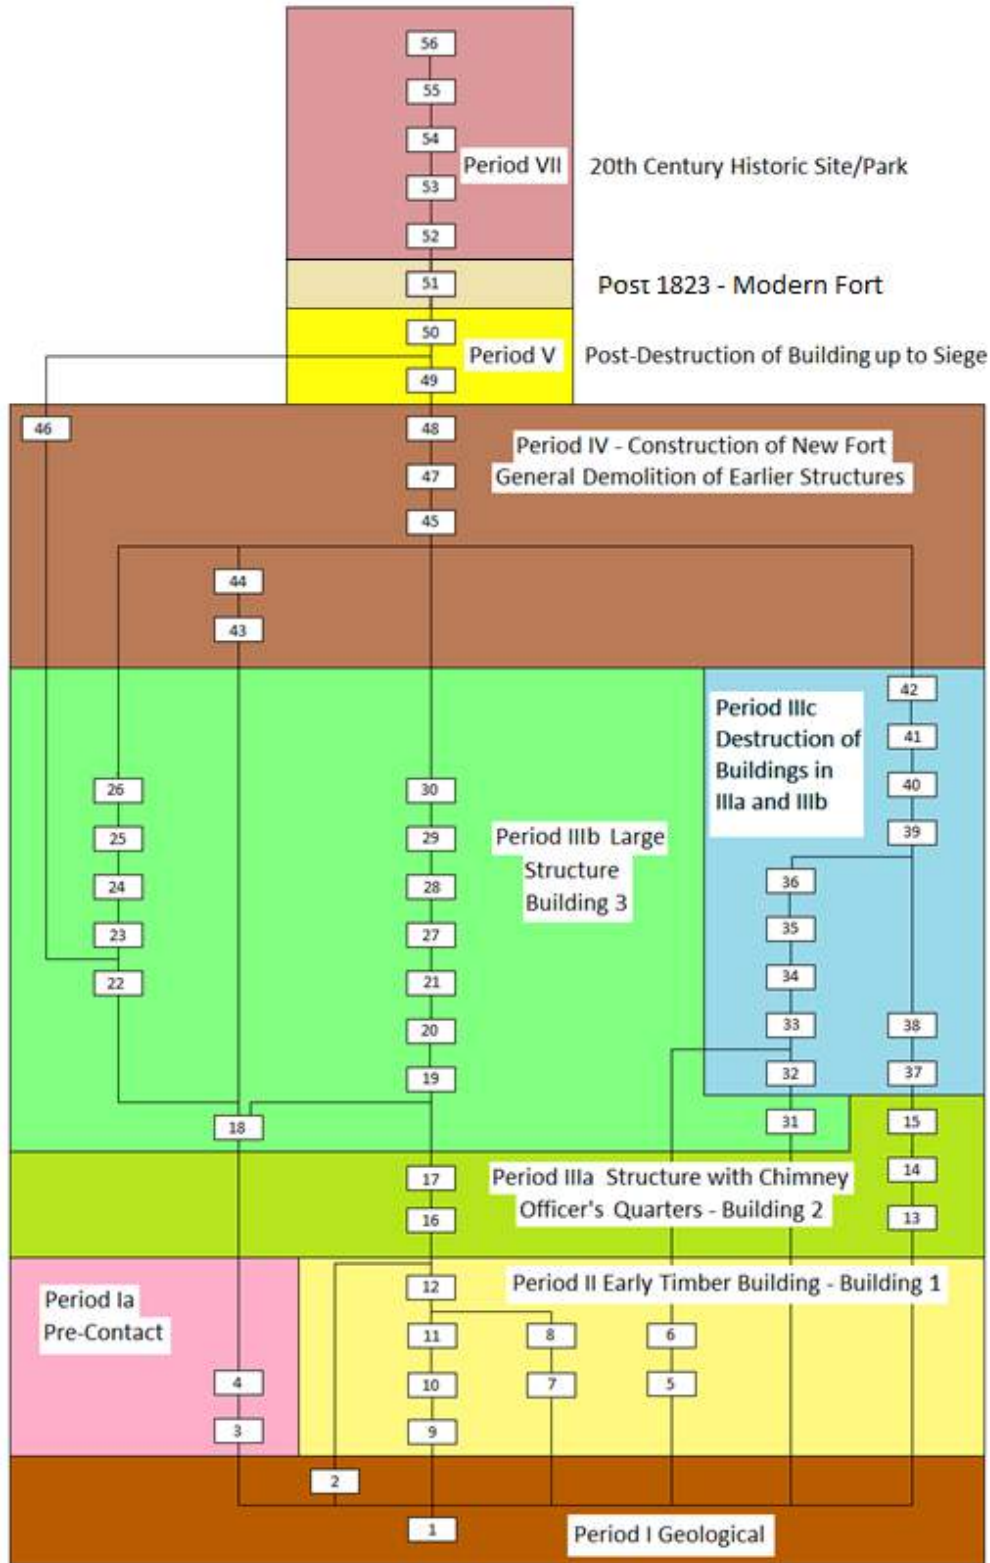 56
55
54
Period VII
20th Century Historic Site/Park
53
52
51
Post 1823 - Modern Fort
50
Period V
Post-Destruction of Building up to Siege
49
46
48
Period IV - Construction of New Fort
General Demolition of Earlier Structures
47
45
44
43
42
Period IIIc
Destruction of
Buildings in
IIIa and IIIb
41
40
39
26
30
25
29
Period IIIb Large
Structure
Building 3
24
28
36
23
27
35
22
21
34
20
33
38
19
32
37
18
31
15
17
Period IIIa Structure with Chimney
Officer's Quarters - Building 2
14
16
13
12
Period II Early Timber Building - Building 1
Period Ia
Pre-Contact
11
8
6
4
10
7
5
3
9
2
1
Period I Geological